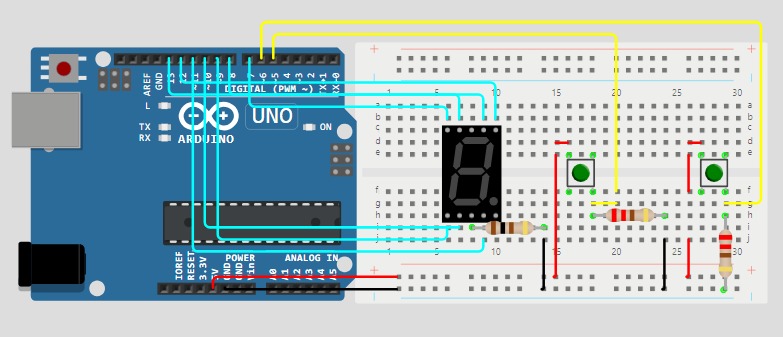 AREF
GND
13
12
~11
~10
~9
8
7
~6
~5
4
3
2
TX→1
RX←0
DIGITAL (PWM ~)
L
TX
RX
UNO
ON
ARDUINO
IOREF
RESET
3.3V
5V
GND
GND
Vin
POWER
ANALOG IN
A0
A1
A2
A3
A4
A5
+ +
1 5 10 15 20 25 30
a a
b b
c c
d d
e e
f f
g g
h h
i i
j j
1 5 10 15 20 25 30
+ +